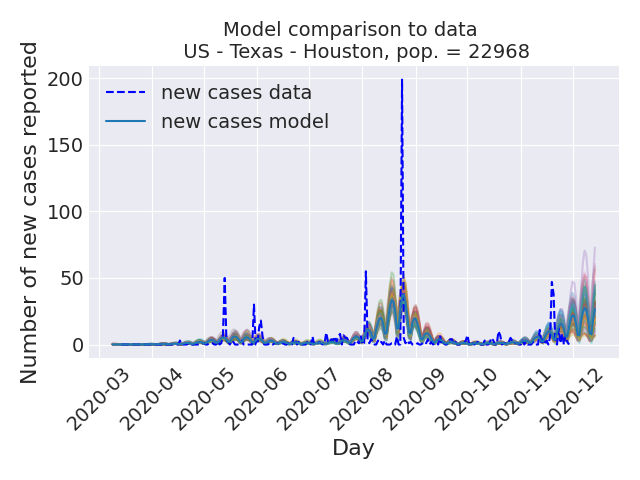 Model comparison to data
US - Texas - Houston, pop. = 22968
Number of new cases reported
200
150
100
50
0
new cases data
new cases model
2020-03
2020-04
2020-05
2020-06
2020-07
2020-08
2020-09
2020-10
2020-11
2020-12
Day